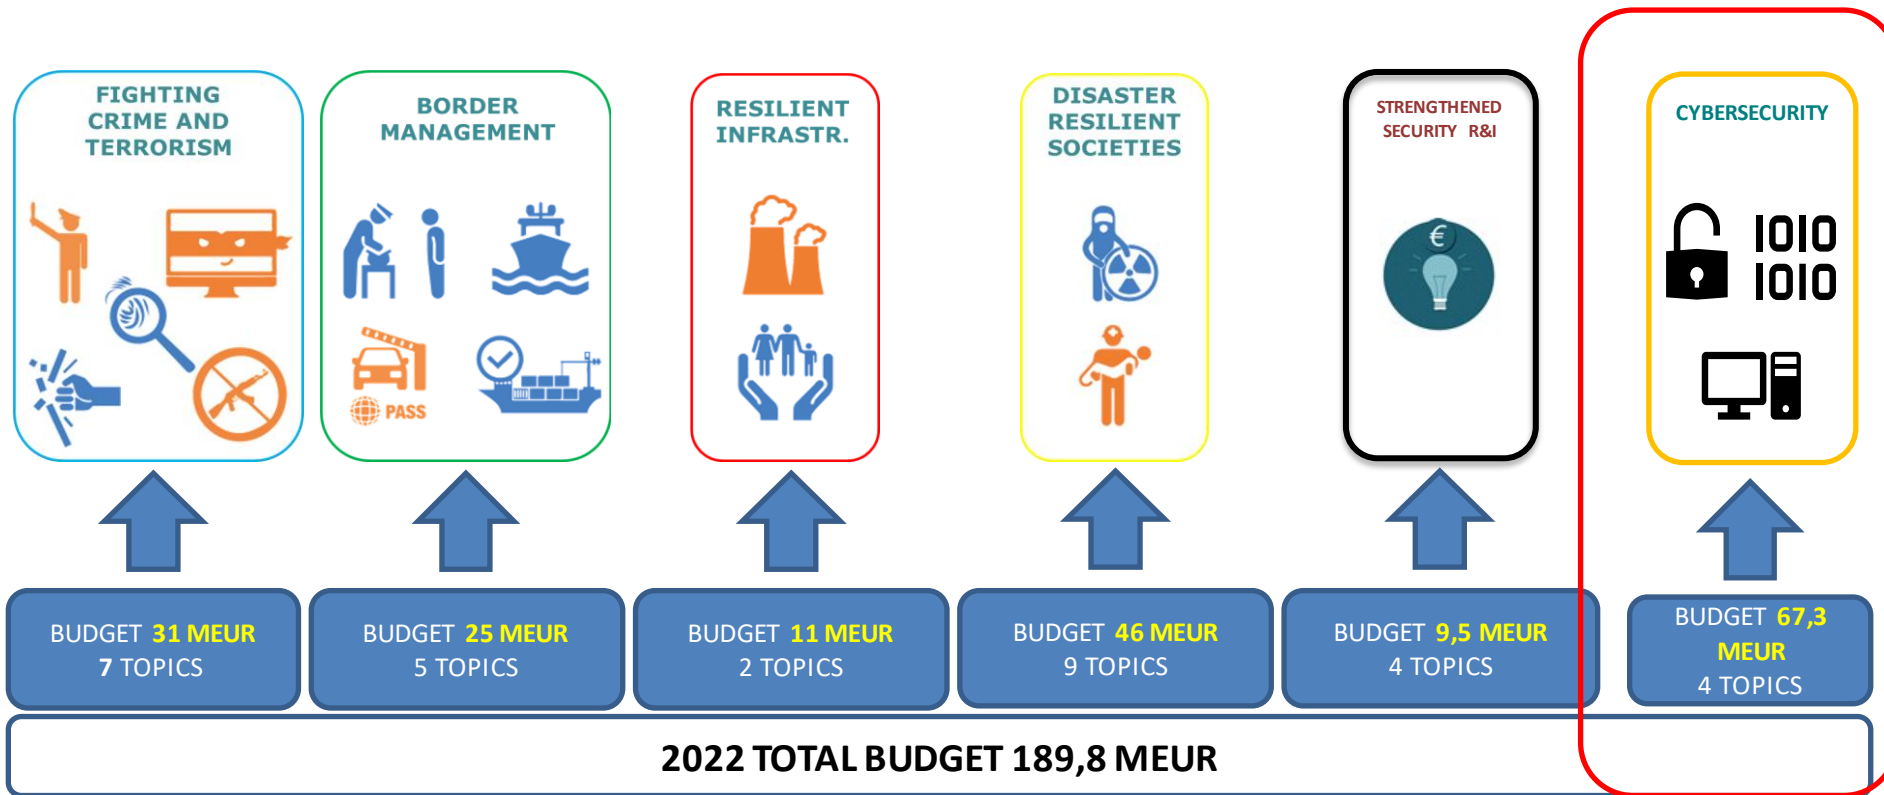 FIGHTING
CRIME AND
TERRORISM
BORDER
MANAGEMENT
PASS
RESILIENT
INFRASTR.
DISASTER
RESILIENT
SOCIETIES
STRENGTHENED
SECURITY R&I
€
CYBERSECURITY
1010
1010
BUDGET 31 MEUR
7 TOPICS
BUDGET 25 MEUR
5 TOPICS
BUDGET 11 MEUR
2 TOPICS
BUDGET 46 MEUR
9 TOPICS
BUDGET 9,5 MEUR
4 TOPICS
BUDGET 67,3
MEUR
4 TOPICS
2022 TOTAL BUDGET 189,8 MEUR